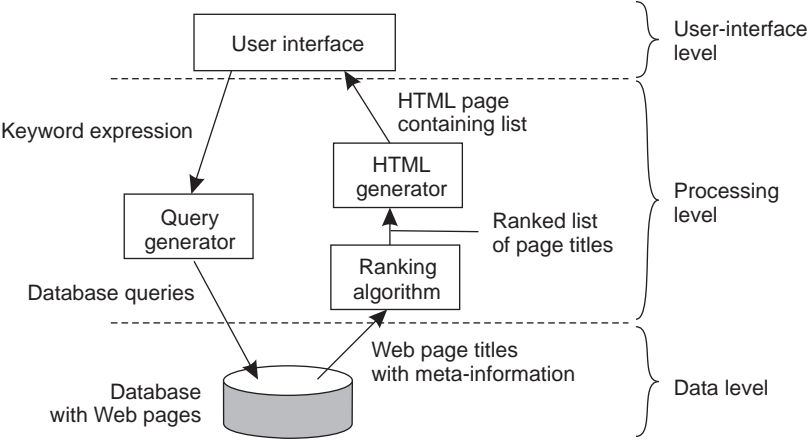 User interface
User-interface
level
Keyword expression
HTML page
containing list
HTML
generator
Processing
level
Query
generator
Ranked list
of page titles
Ranking
algorithm
Database queries
Web page titles
with meta-information
Database
with Web pages
Data level